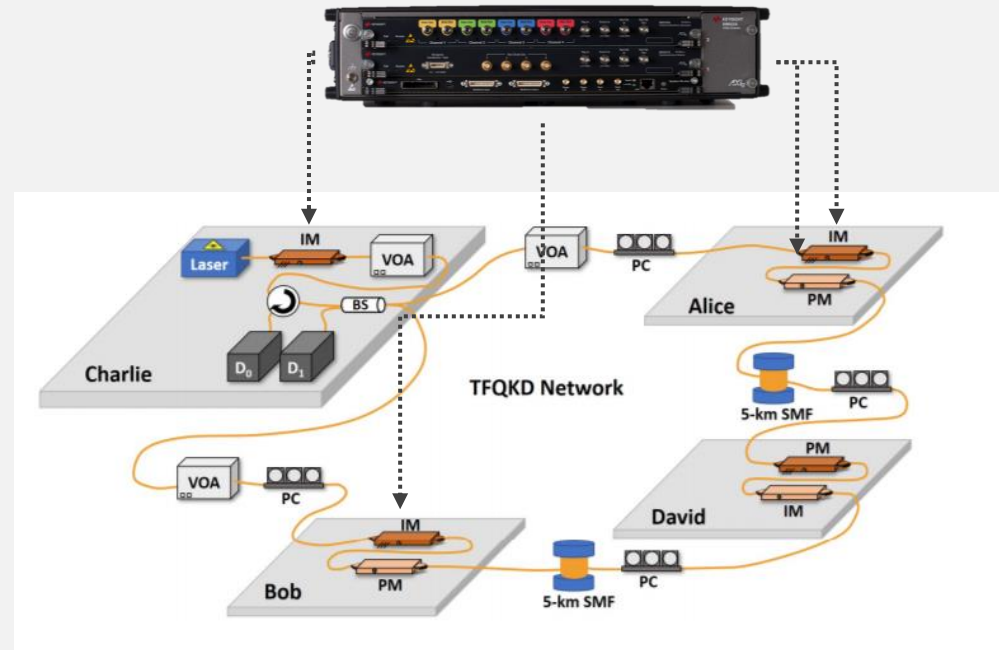 KEYSIGHT
Laser
IM
VOA
BS
D0
D1
Charlie
VOA
PC
IM
PM
Alice
TFQKD Network
5-km SMF
PC
VOA
PC
PM
IM
David
IM
PM
Bob
5-km SMF
PC